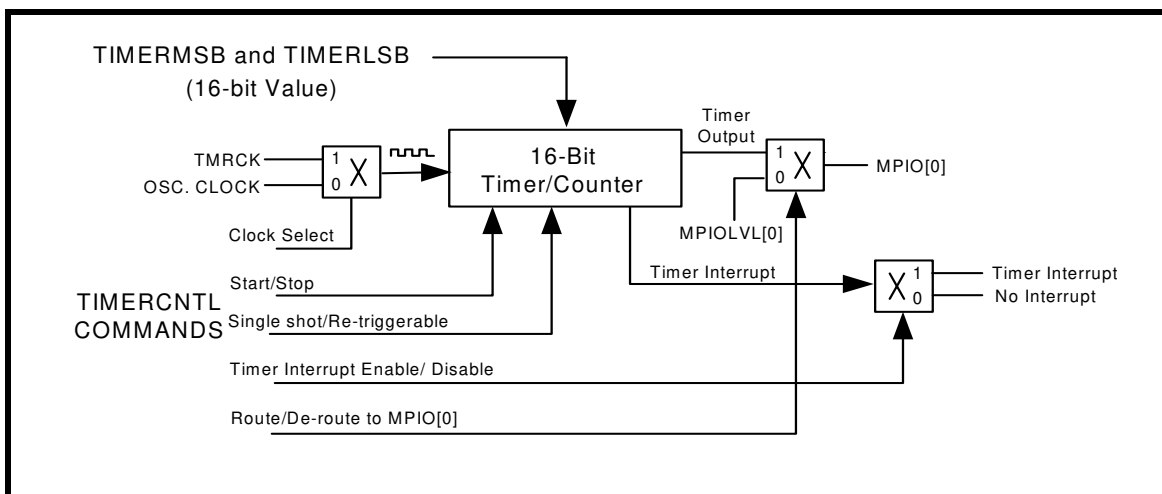 TIMERMSB and TIMERLSB
(16-bit Value)
Timer
Output
TMRCK
OSC. CLOCK
1
0
X
16-Bit
Timer/Counter
1
0
X
MPIO[0]
Clock Select
MPIOLVL[0]
TIMERCNTL
COMMANDS
Start/Stop
Single shot/Re-triggerable
Timer Interrupt
X
1
0
Timer Interrupt
No Interrupt
Timer Interrupt Enable/ Disable
Route/De-route to MPIO[0]